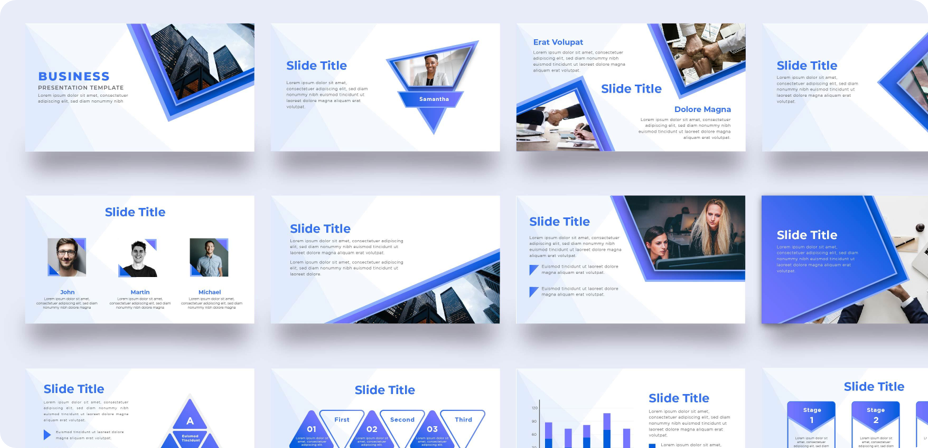 BUSINESS
PRESENTATION TEMPLATE
Lorem ipsum dolor sit amet, consectetuer
adipiscing elit, sed diam nonummy nibh
Slide Title
Lorem ipsum dolor sit amet,
consectetuer adipiscing elit, sed
diam nonummy nibh euismod
tincidunt ut laoreet dolore magna
aliquam erat volutpat.
Samantha
Erat Volupat
Lorem ipsum dolor sit amet, consectetuer
adipiscing elit, sed diam nonummy nibh
euismod tincidunt ut laoreet dolore magna
aliquam erat volutpat.
Slide Title
Dolore Magna
Lorem ipsum dolor sit amet,
consectetuer adipiscing elit, sed diam
nonummy nibh euismod tincidunt ut
laoreet dolore magna aliquam
erat volutpat.
Slide Title
Lorem ipsum dolor sit amet,
consectetuer adipiscing elit, sed diam
nonummy nibh euismod tincidunt ut
laoreet dolore magna aliquam erat
volutpat.
Slide Title
John
Lorem ipsum dolor sit amet,
consectetuer adipiscing elit, sed diam
nonummy nibh dolore magna
Martin
Lorem ipsum dolor sit amet,
consectetuer adipiscing elit, sed diam
nonummy nibh dolore magna
Michael
Lorem ipsum dolor sit amet,
consectetuer adipiscing elit, sed diam
nonummy nibh dolore magna
Slide Title
Lorem ipsum dolor sit amet, consectetuer adipiscing
elit, sed diam nonummy nibh euismod tincidunt ut
laoreet dolore magna aliquam erat volutpat.
Lorem ipsum dolor sit amet, consectetuer adipiscing
elit, sed diam nonummy nibh euismod tincidunt ut
laoreet dolore.
Slide Title
Lorem ipsum dolor sit amet, consectetuer
adipiscing elit, sed diam nonummy nibh
euismod tincidunt ut laoreet dolore magna
aliquam erat volutpat.
Euismod tincidunt ut laoreet dolore
magna aliquam erat volutpat.
Euismod tincidunt ut laoreet dolore
magna aliquam erat volutpat.
Slide Title
Lorem ipsum dolor sit amet,
consectetuer adipiscing elit, sed diam
nonummy nibh euismod tincidunt ut
laoreet dolore magna aliquam erat
volutpat.
Slide Title
Lorem ipsum dolor sit amet, consectetuer
adipiscing elit, sed diam nonummy nibh
euismod tincidunt ut laoreet dolore magna
aliquam erat volutpat.
Euismod tincidunt ut laoreet dolore
magna aliquam erat volutpat.
A
Euismod
Tincidunt
Slide Title
01
First
02
Second
03
Third
Lorem ipsum
Slide Title
Lorem ipsum dolor sit amet,
consectetuer adipiscing elit, sed diam
nonummy nibh euismod tincidunt ut
laoreet dolore magna aliquam erat
volutpat.
Slide Title
Stage
1
Stage
2